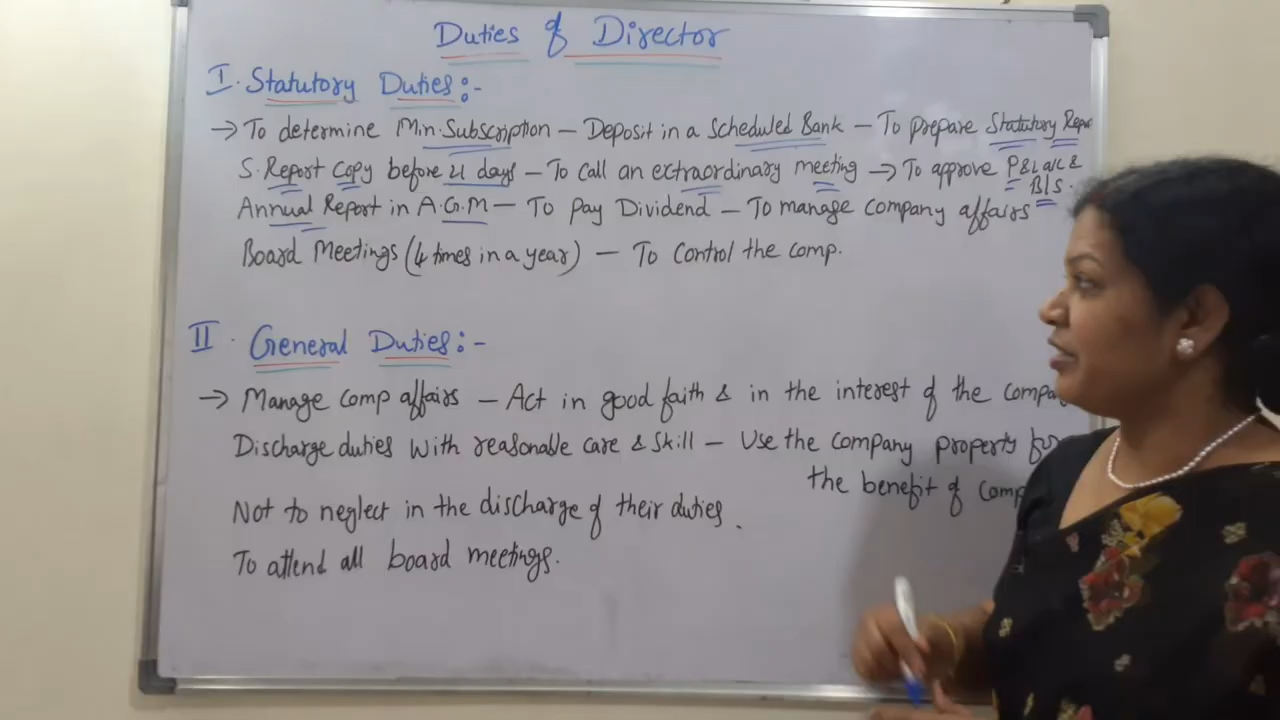 Duties of Director
I. Statutory Duties:-
→ To determine Min. Subscription — Deposit in a Scheduled Bank — To prepare Statutory
S. Report Copy before 21 days — To Call an extraordinary meeting → To approve P&L a/c &
B/S.
Annual Report in A.G.M — To Pay Dividend — To manage company affairs
Board Meetings (4 times in a year) — To Control the comp.
II. General Duties:-
→ Manage Comp affairs — Act in good faith & in the interest of the
Discharge duties With reasonable care & Skill — Use the company property
the benefit of
Not to neglect in the discharge of their duties.
To attend all board meetings.